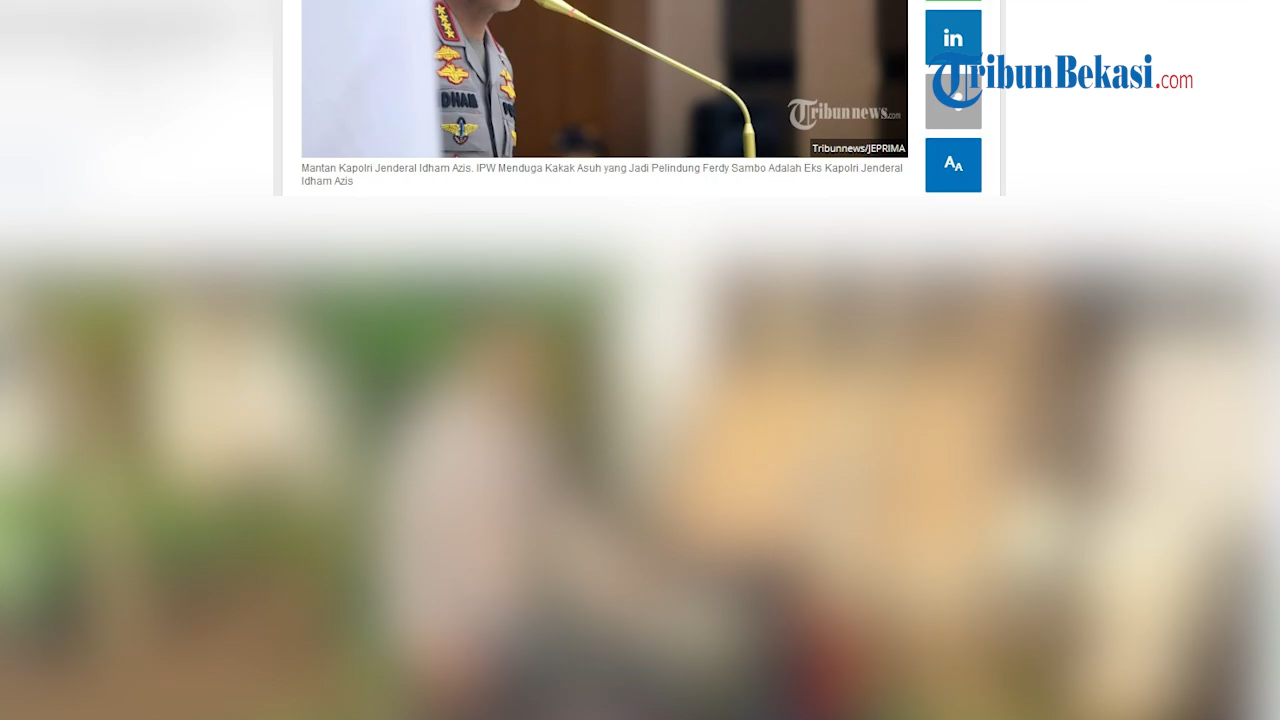 in
TribunBekasi.com
DHAM
Tribunnews.com
Tribunnews/JEPRIMA
AA
Mantan Kapolri Jenderal Idham Azis. IPW Menduga Kakak Asuh yang Jadi Pelindung Ferdy Sambo Adalah Eks Kapolri Jenderal
Idham Azis